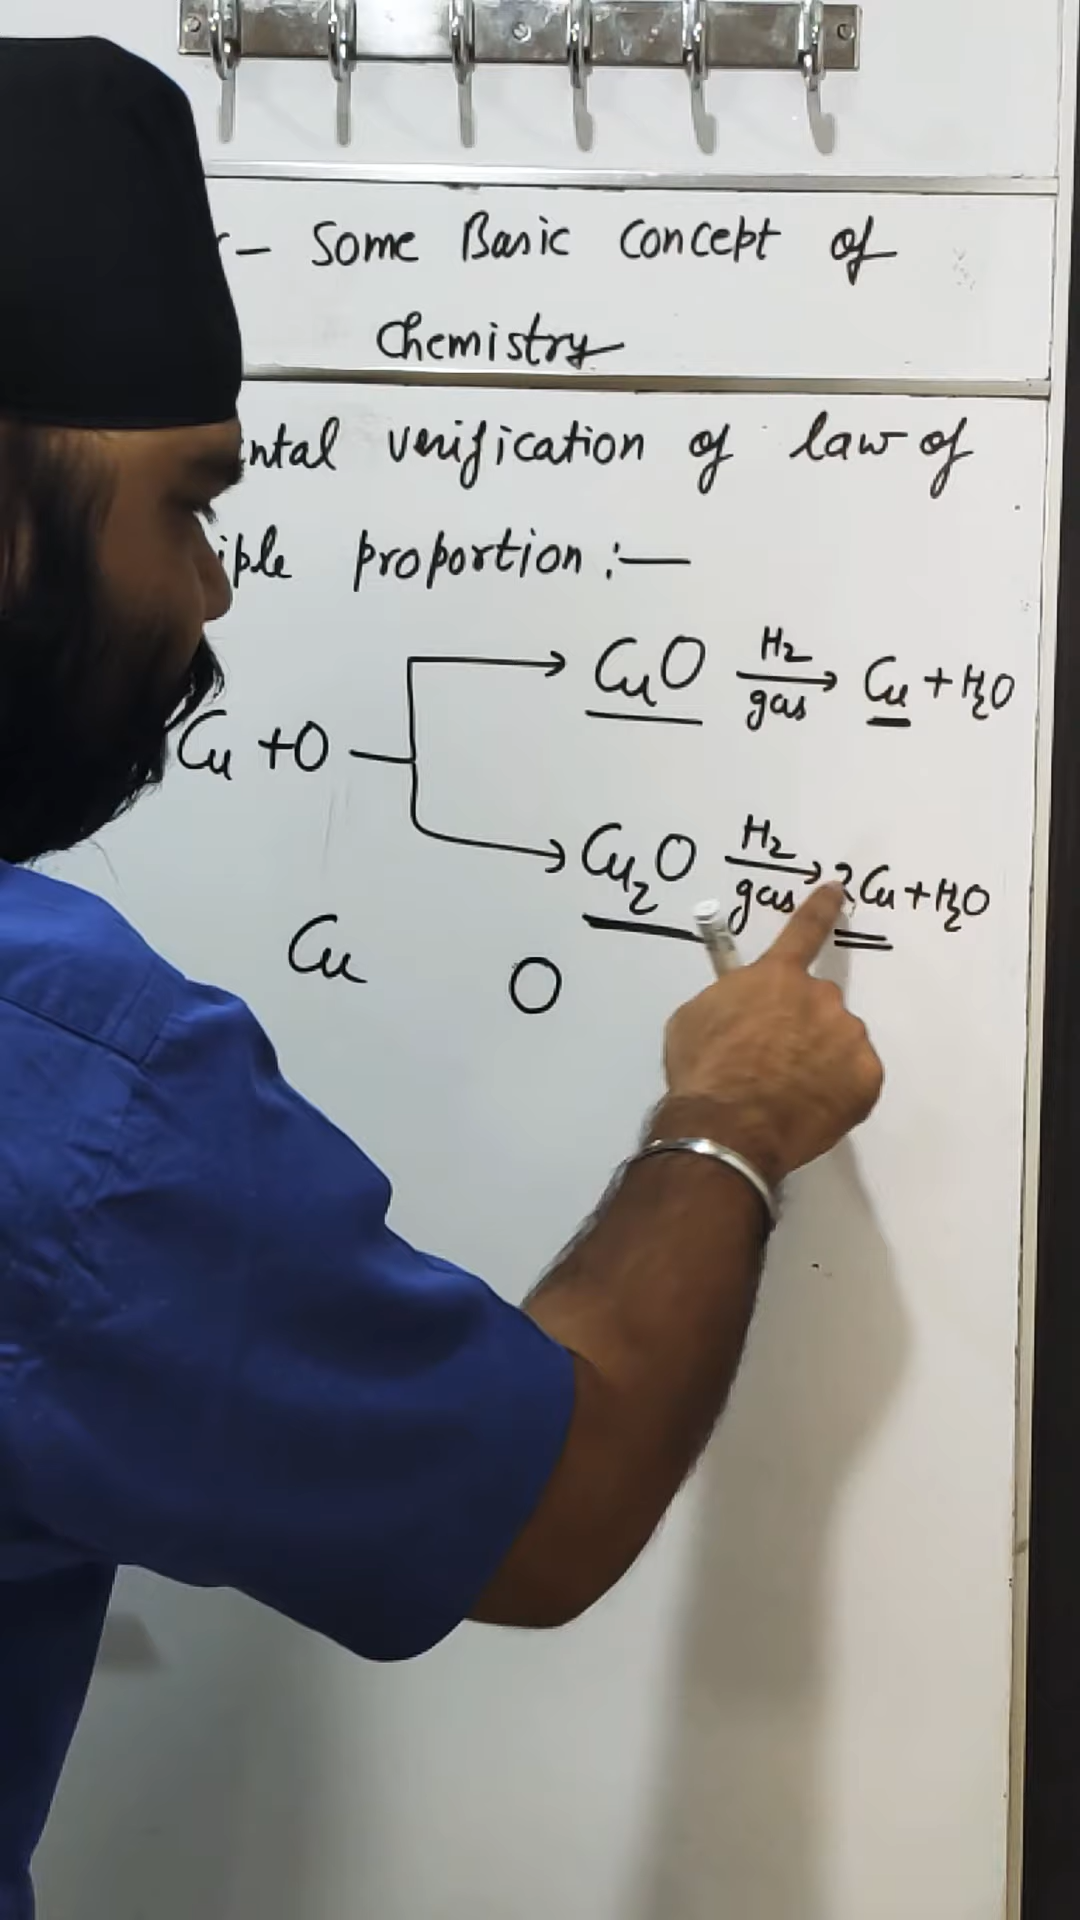 - Some Basic Concept of
Chemistry
ntal verification of law of
iple proportion :-
CuO H2 gas → Cu + H2O
Cu + O
Cu2O H2 gas → 2Cu + H2O
Cu O